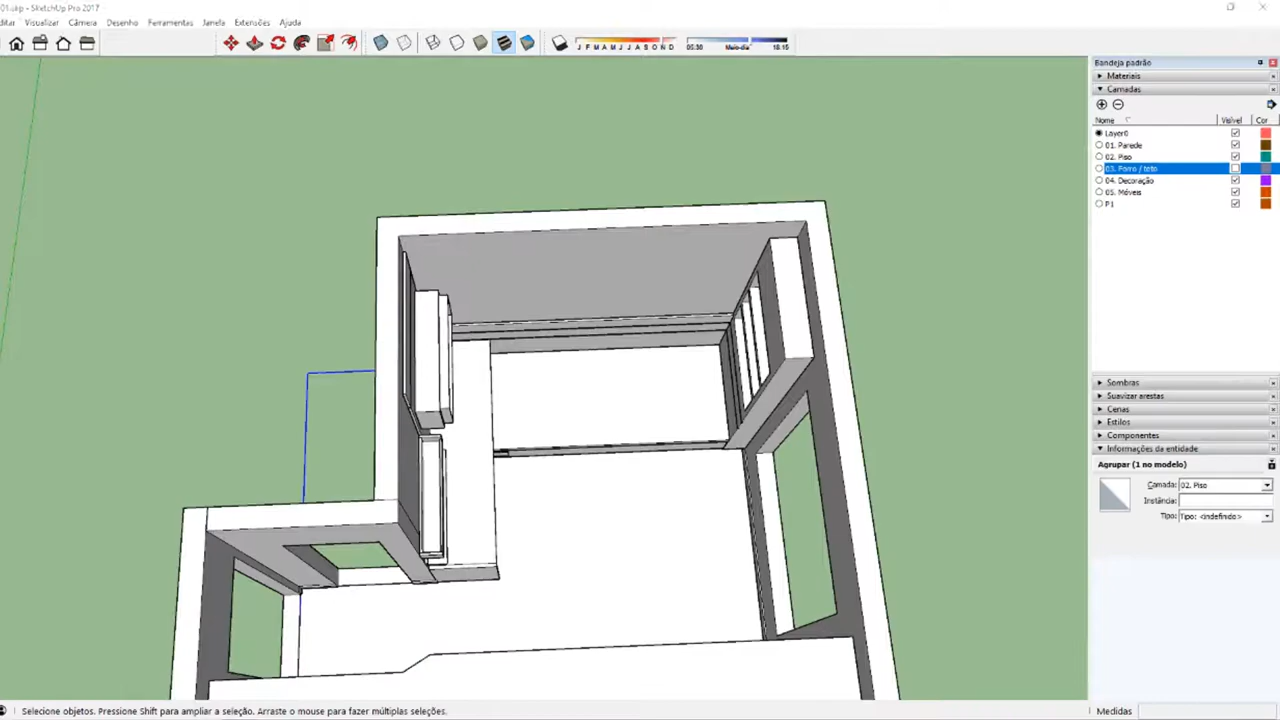 01.skp - SketchUp Pro 2017
ditar Visualizar Câmera Desenho Ferramentas Janela Extensões Ajuda
J F M A M J J A S O N D 05:38 Meio-dia 18:15
Bandeja padrão
Materiais
Camadas
Nome Visível Cor
Layer0
01. Parede
02. Piso
03. Forro / teto
04. Decoração
05. Móveis
P1
Sombras
Suavizar arestas
Cenas
Estilos
Componentes
Informações da entidade
Agrupar (1 no modelo)
Camada: 02. Piso
Instância:
Tipo: Tipo: <indefinido>
Selecione objetos. Pressione Shift para ampliar a seleção. Arraste o mouse para fazer múltiplas seleções.
Medidas